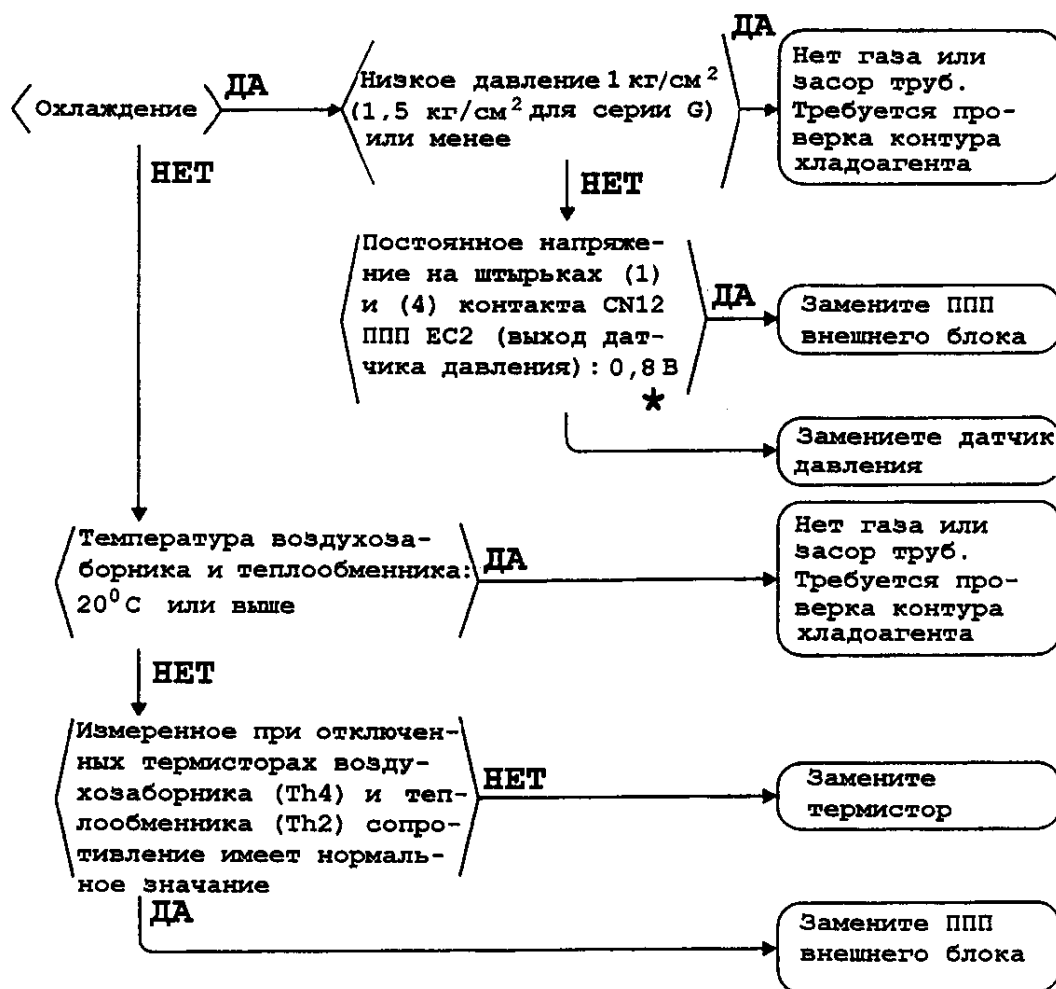 ДА
Нет газа или
засор труб.
Требуется про-
верка контура
хладоагента
Охлаждение
ДА
Низкое давление 1 кг/см²
(1,5 кг/см² для серии G)
или менее
НЕТ
НЕТ
Постоянное напряже-
ние на штырьках (1)
и (4) контакта CN12
ППП EC2 (выход дат-
чика давления): 0,8 В
*
ДА
Замените ППП
внешнего блока
Замениете датчик
давления
Температура воздухоза-
борника и теплообменника:
20⁰C или выше
ДА
Нет газа или
засор труб.
Требуется про-
верка контура
хладоагента
НЕТ
Измеренное при отключен-
ных термисторах возду-
хозаборника (Th4) и теп-
лообменника (Th2) сопро-
тивление имеет нормаль-
ное значание
НЕТ
Замените
термистор
ДА
Замените ППП
внешнего блока